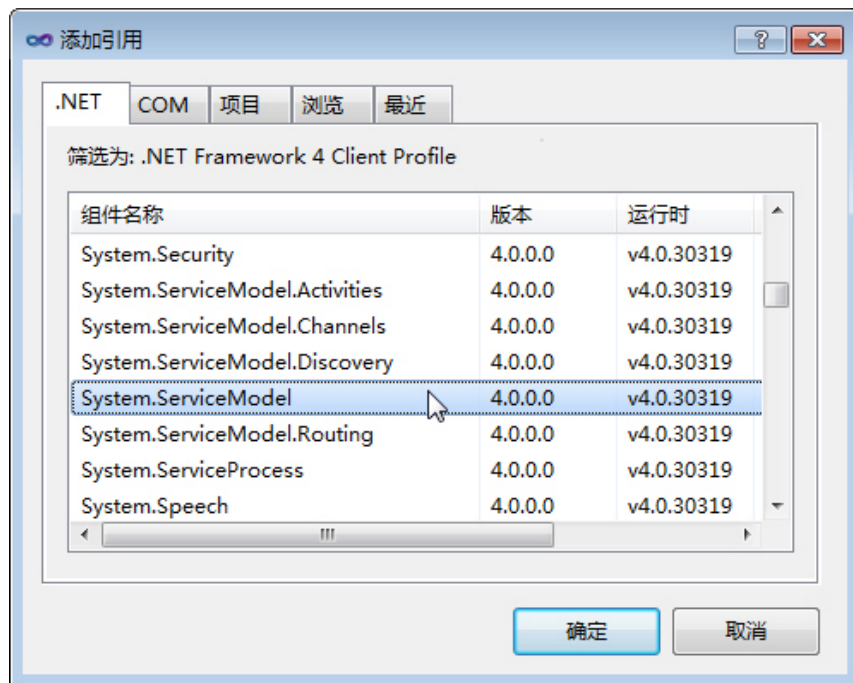 添加引用
.NET COM 项目 浏览 最近
筛选为: .NET Framework 4 Client Profile
组件名称 版本 运行时
System.Security 4.0.0.0 v4.0.30319
System.ServiceModel.Activities 4.0.0.0 v4.0.30319
System.ServiceModel.Channels 4.0.0.0 v4.0.30319
System.ServiceModel.Discovery 4.0.0.0 v4.0.30319
System.ServiceModel 4.0.0.0 v4.0.30319
System.ServiceModel.Routing 4.0.0.0 v4.0.30319
System.ServiceProcess 4.0.0.0 v4.0.30319
System.Speech 4.0.0.0 v4.0.30319
确定 取消